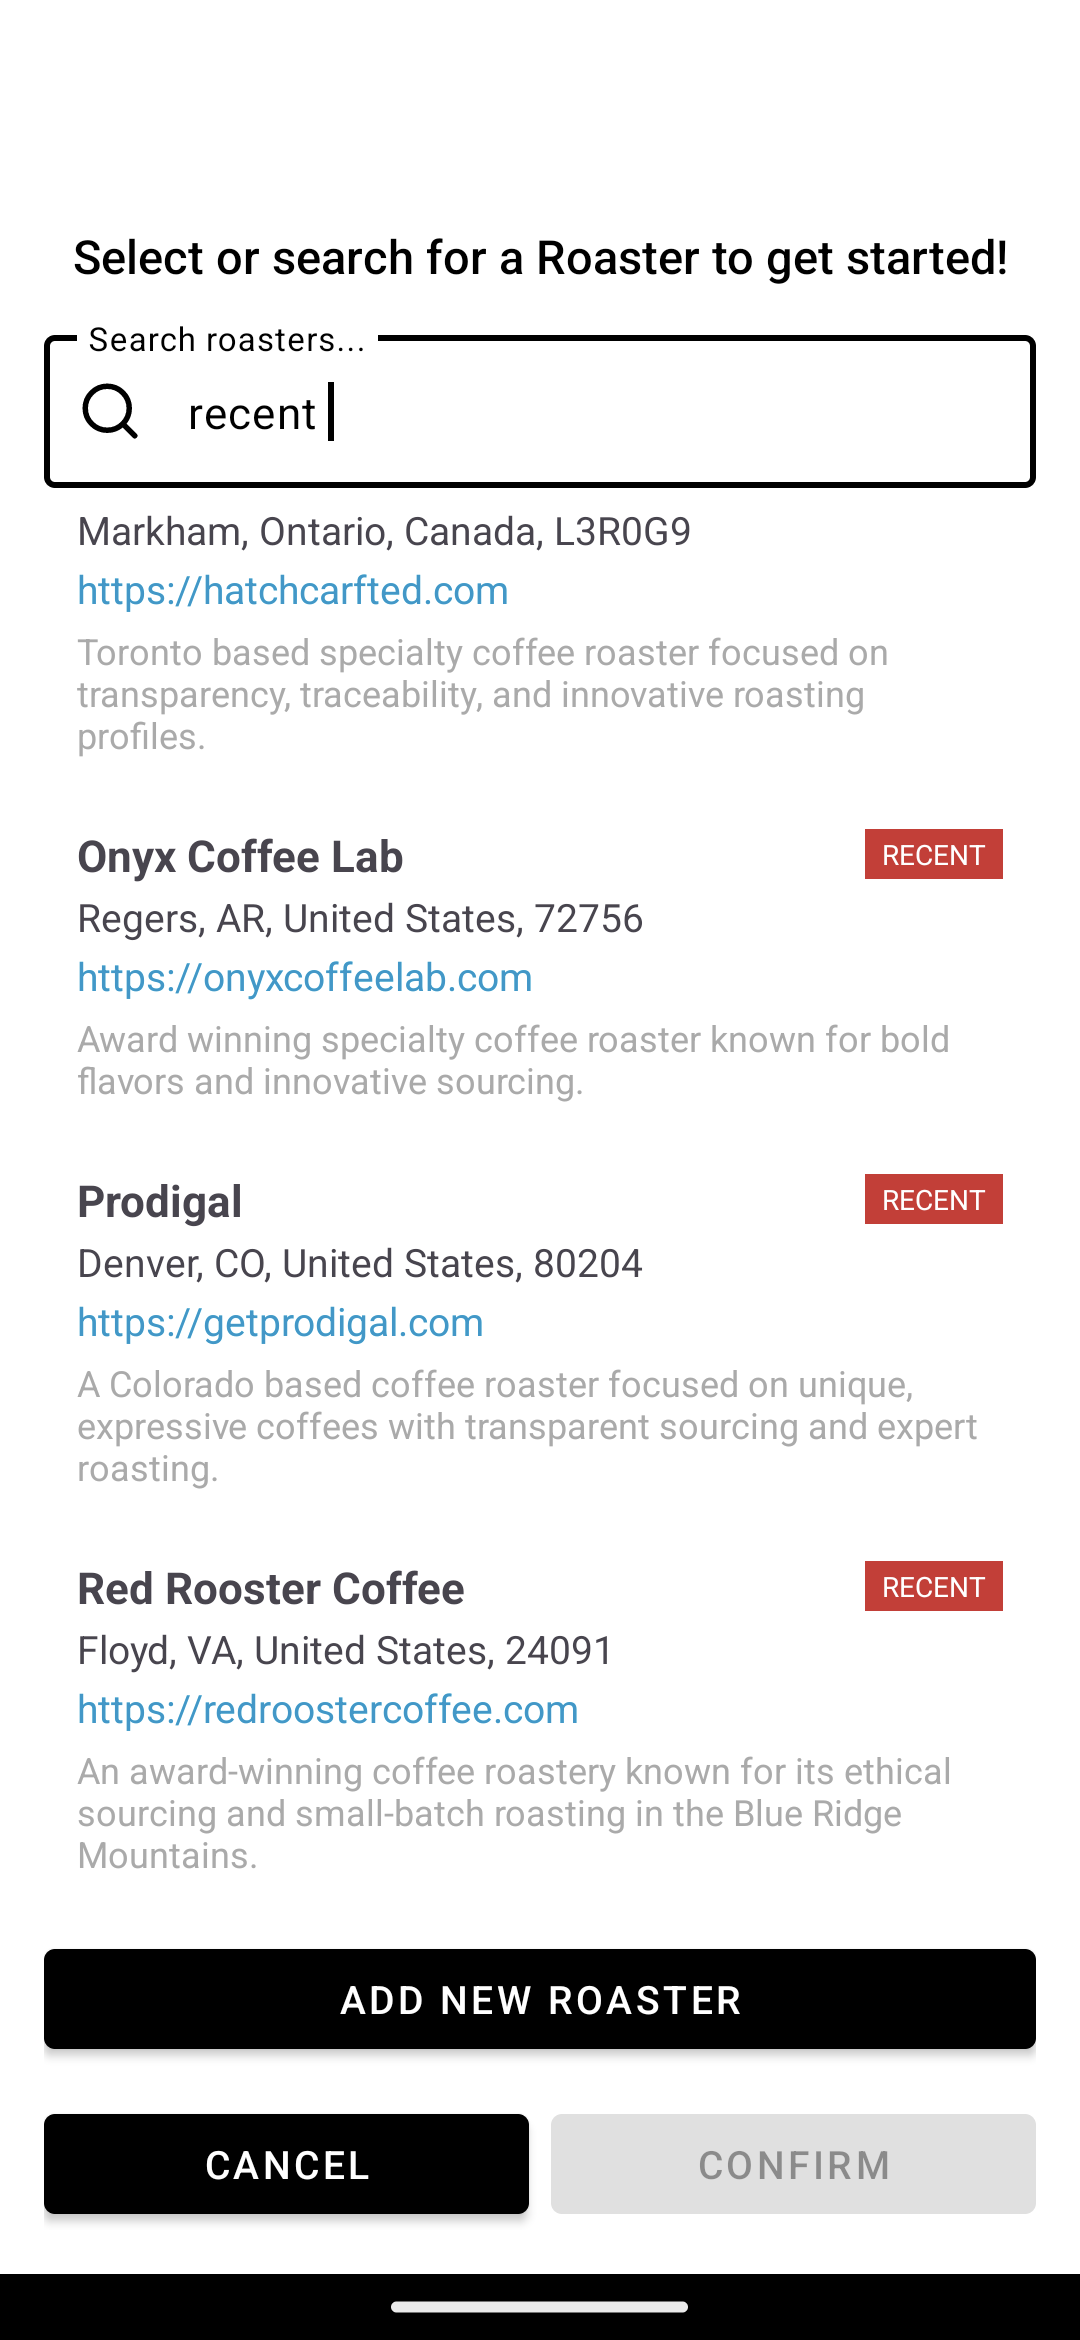 Select or search for a Roaster to get started!
Search roasters...
recent
Markham, Ontario, Canada, L3R0G9
https://hatchcarfted.com
Toronto based specialty coffee roaster focused on
transparency, traceability, and innovative roasting
profiles.
Onyx Coffee Lab
RECENT
Regers, AR, United States, 72756
https://onyxcoffeelab.com
Award winning specialty coffee roaster known for bold
flavors and innovative sourcing.
Prodigal
RECENT
Denver, CO, United States, 80204
https://getprodigal.com
A Colorado based coffee roaster focused on unique,
expressive coffees with transparent sourcing and expert
roasting.
Red Rooster Coffee
RECENT
Floyd, VA, United States, 24091
https://redroostercoffee.com
An award-winning coffee roastery known for its ethical
sourcing and small-batch roasting in the Blue Ridge
Mountains.
ADD NEW ROASTER
CANCEL
CONFIRM